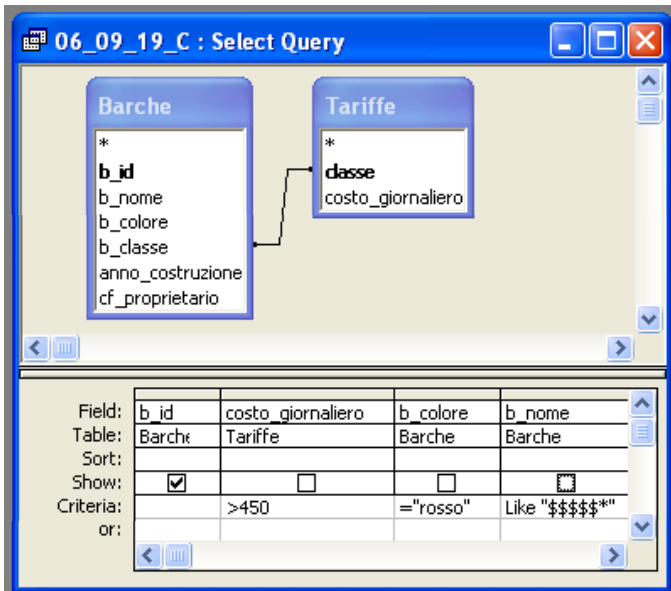 06_09_19_C : Select Query
Barche
*
b_id
b_nome
b_colore
b_classe
anno_costruzione
cf_proprietario
Tariffe
*
classe
costo_giornaliero
Field: b_id costo_giornaliero b_colore b_nome
Table: Barche Tariffe Barche Barche
Sort:
Show:
Criteria: >450 ="rosso" Like "$$$$$*"
or: